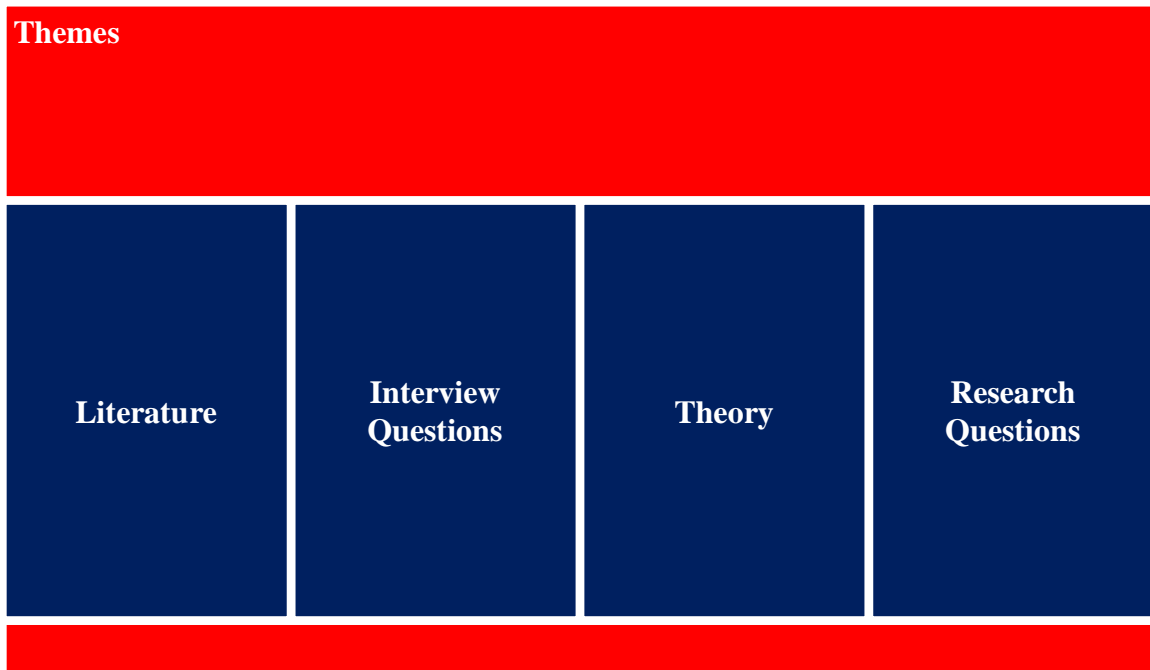 Themes
Literature
Interview
Questions
Theory
Research
Questions